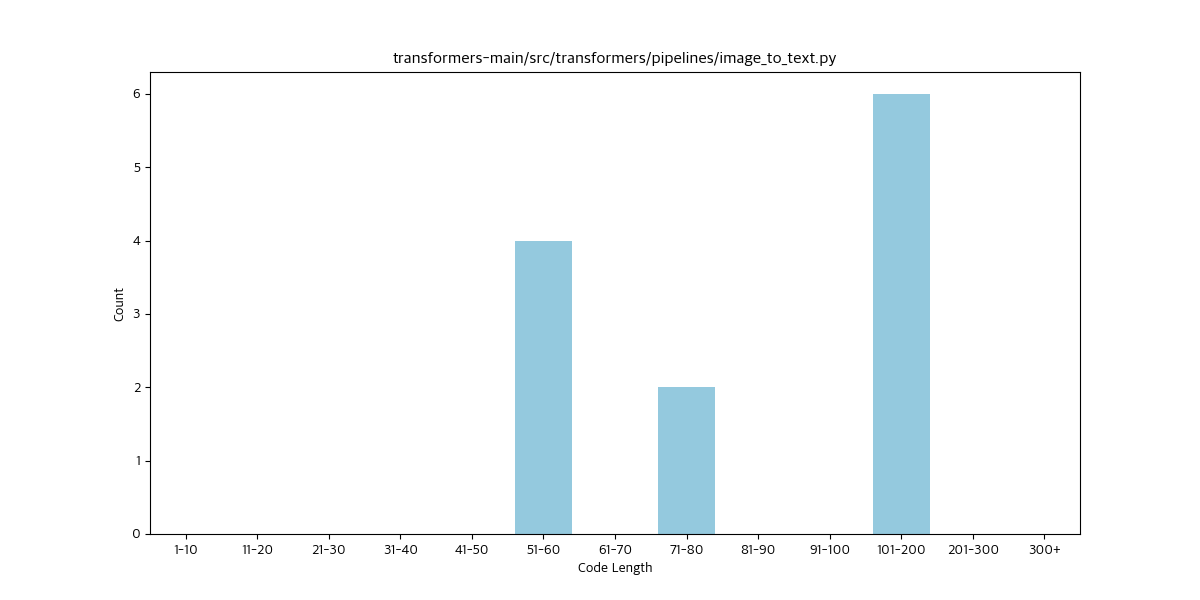 transformers-main/src/transformers/pipelines/image_to_text.py
6
5
4
3
2
1
0
Count
1-10 11-20 21-30 31-40 41-50 51-60 61-70 71-80 81-90 91-100 101-200 201-300 300+
Code Length